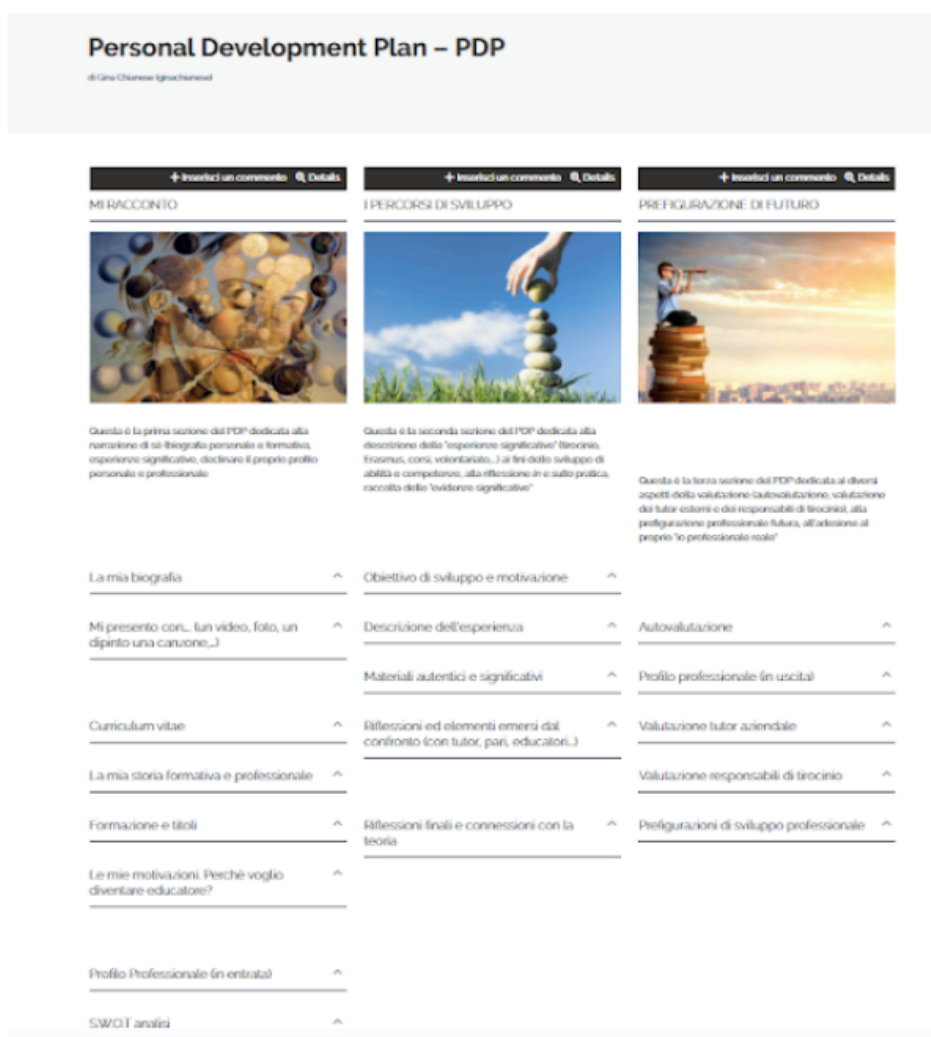 Personal Development Plan – PDP
di Gina Chianese (ginachianese)
+ Inserisci un commento Details
MI RACCONTO
Questa è la prima sezione del PDP dedicata alla
narrazione di sè (biografia personale e formativa,
esperienze significative, declinare il proprio profilo
personale e professionale
La mia biografia
Mi presento con... (un video, foto, un
dipinto una canzone,..)
Curriculum vitae
La mia storia formativa e professionale
Formazione e titoli
Le mie motivazioni. Perchè voglio
diventare educatore?
Profilo Professionale (in entrata)
S.W.O.T analisi
+ Inserisci un commento Details
I PERCORSI DI SVILUPPO
Questa è la seconda sezione del PDP dedicata alla
descrizione delle "esperienze significative" (tirocinio,
Erasmus, corsi, volontariato,..) ai fini dello sviluppo di
abilità e competenze, alla riflessione in e sulla pratica,
raccolta delle "evidenze significative"
Obiettivo di sviluppo e motivazione
Descrizione dell'esperienza
Materiali autentici e significativi
Riflessioni ed elementi emersi dal
confronto (con tutor, pari, educatori...)
Riflessioni finali e connessioni con la
teoria
+ Inserisci un commento Details
PREFIGURAZIONE DI FUTURO
Questa è la terza sezione del PDP dedicata ai diversi
aspetti della valutazione (autovalutazione, valutazione
dei tutor esterni e dei responsabili di tirocinio), alla
prefigurazione professionale futura, all'adesione al
proprio "io professionale reale"
Autovalutazione
Profilo professionale (in uscita)
Valutazione tutor aziendale
Valutazione responsabili di tirocinio
Prefigurazioni di sviluppo professionale